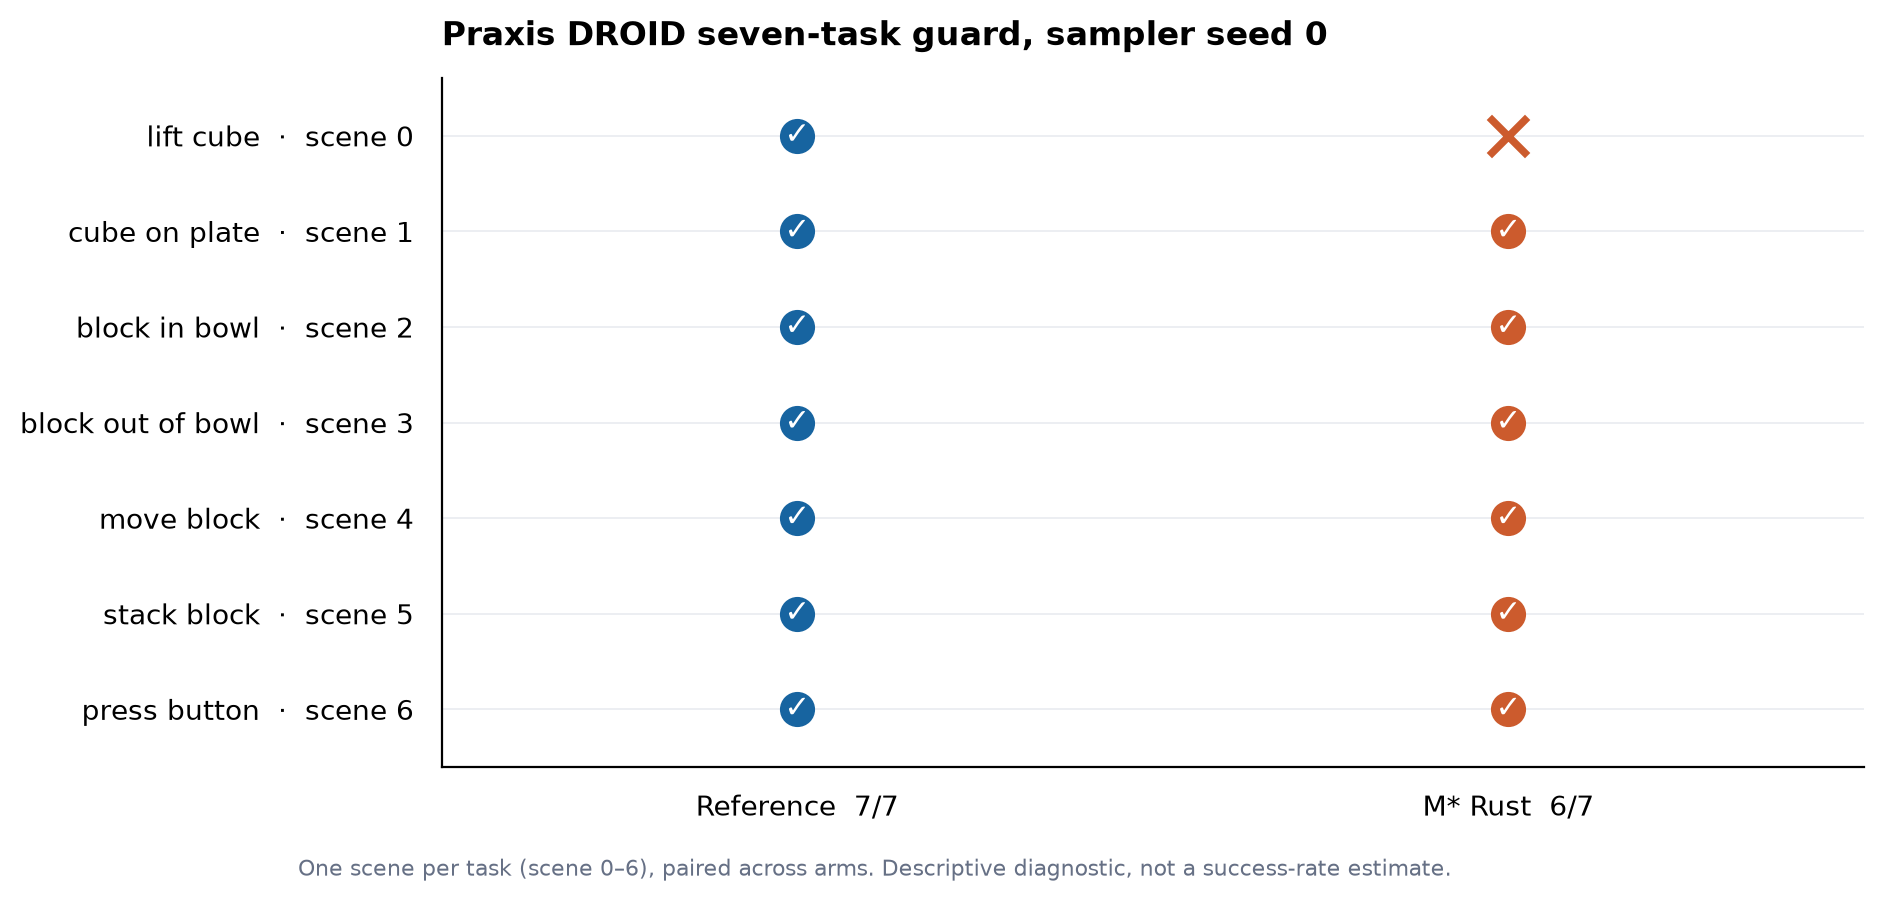 Praxis DROID seven-task guard, sampler seed 0
lift cube · scene 0
cube on plate · scene 1
block in bowl · scene 2
block out of bowl · scene 3
move block · scene 4
stack block · scene 5
press button · scene 6
Reference 7/7
M* Rust 6/7
One scene per task (scene 0–6), paired across arms. Descriptive diagnostic, not a success-rate estimate.